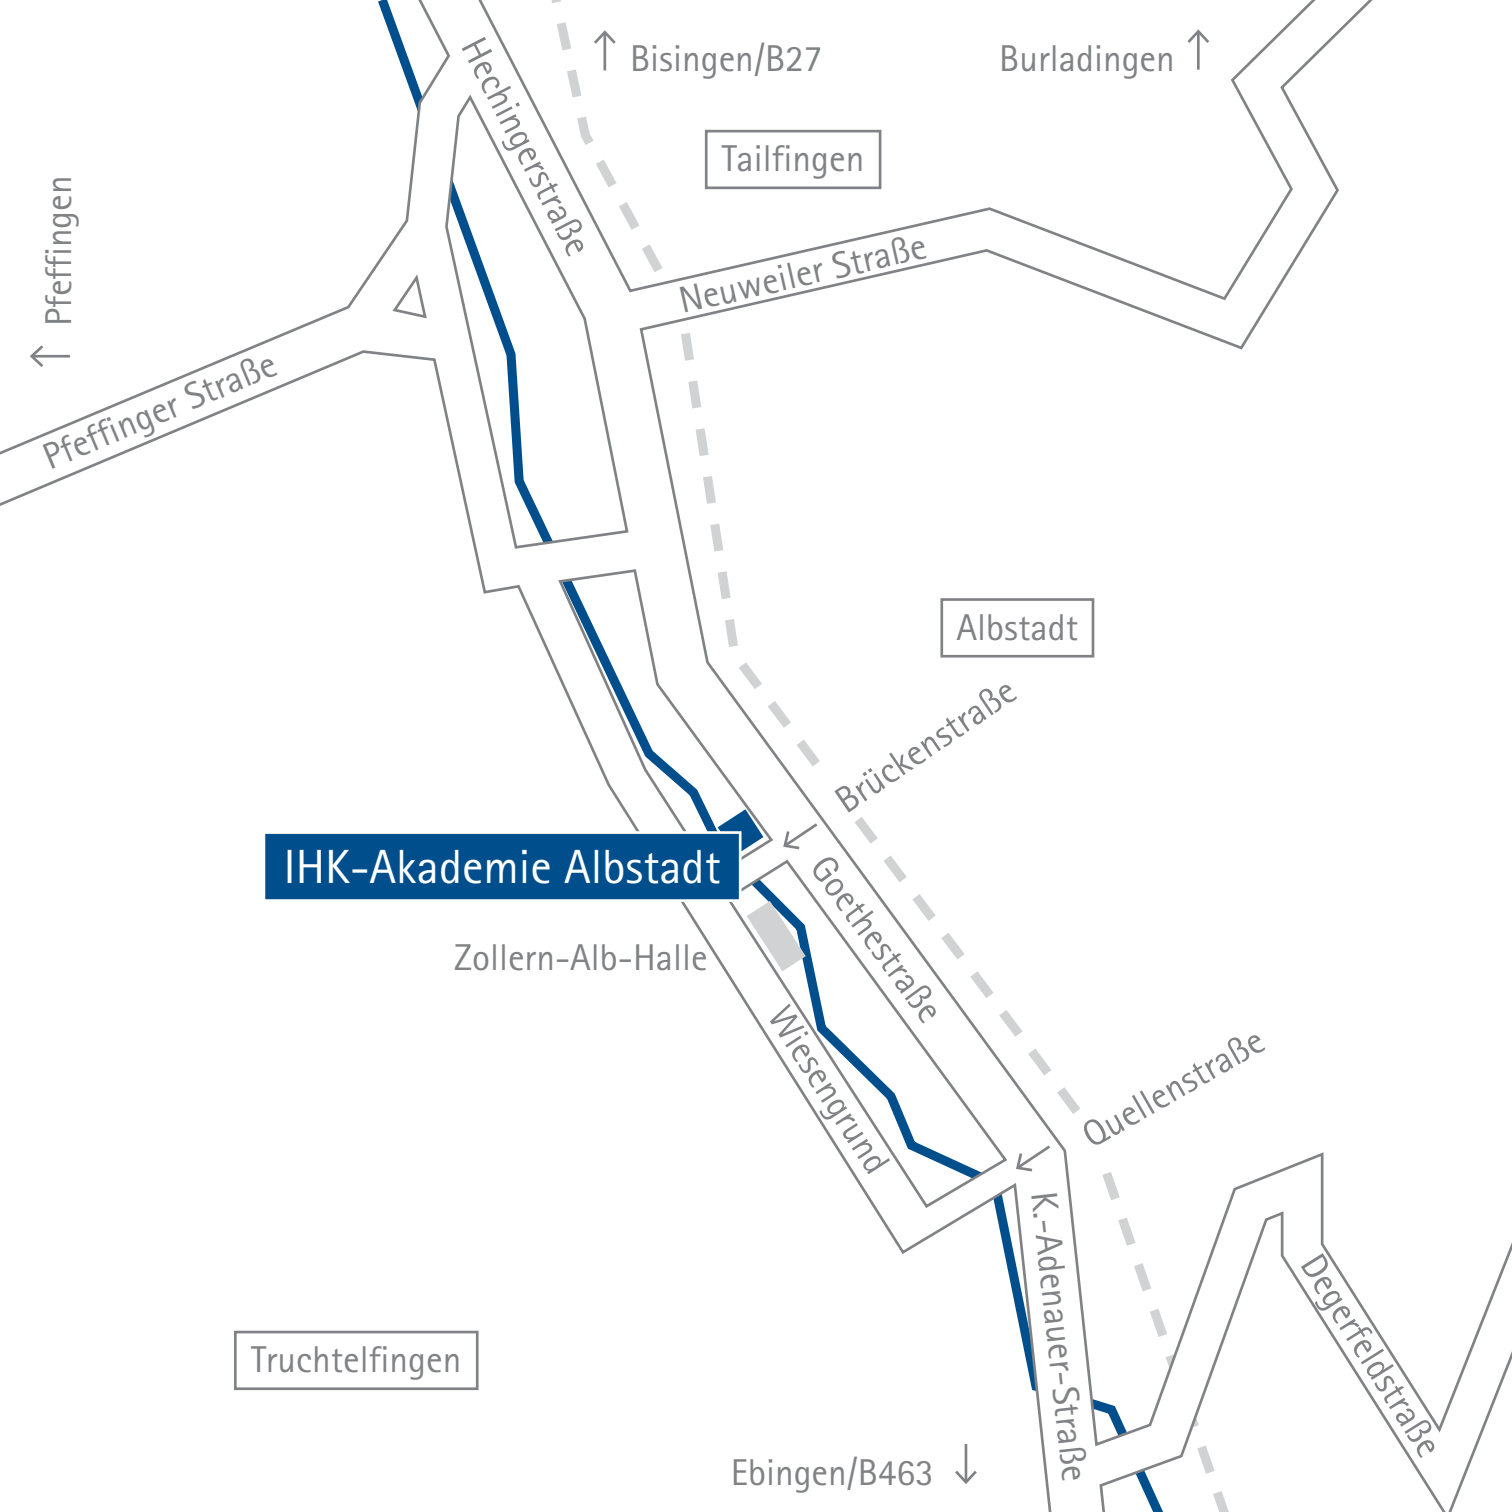 Bisingen/B27
Burladingen
Hechingerstraße
Tailfingen
Pfeffingen
Neuweiler Straße
Pfeffinger Straße
Albstadt
Brückenstraße
IHK-Akademie Albstadt
Goethestraße
Zollern-Alb-Halle
Wiesengrund
Quellenstraße
K.-Adenauer-Straße
Degerfeldstraße
Truchtelfingen
Ebingen/B463